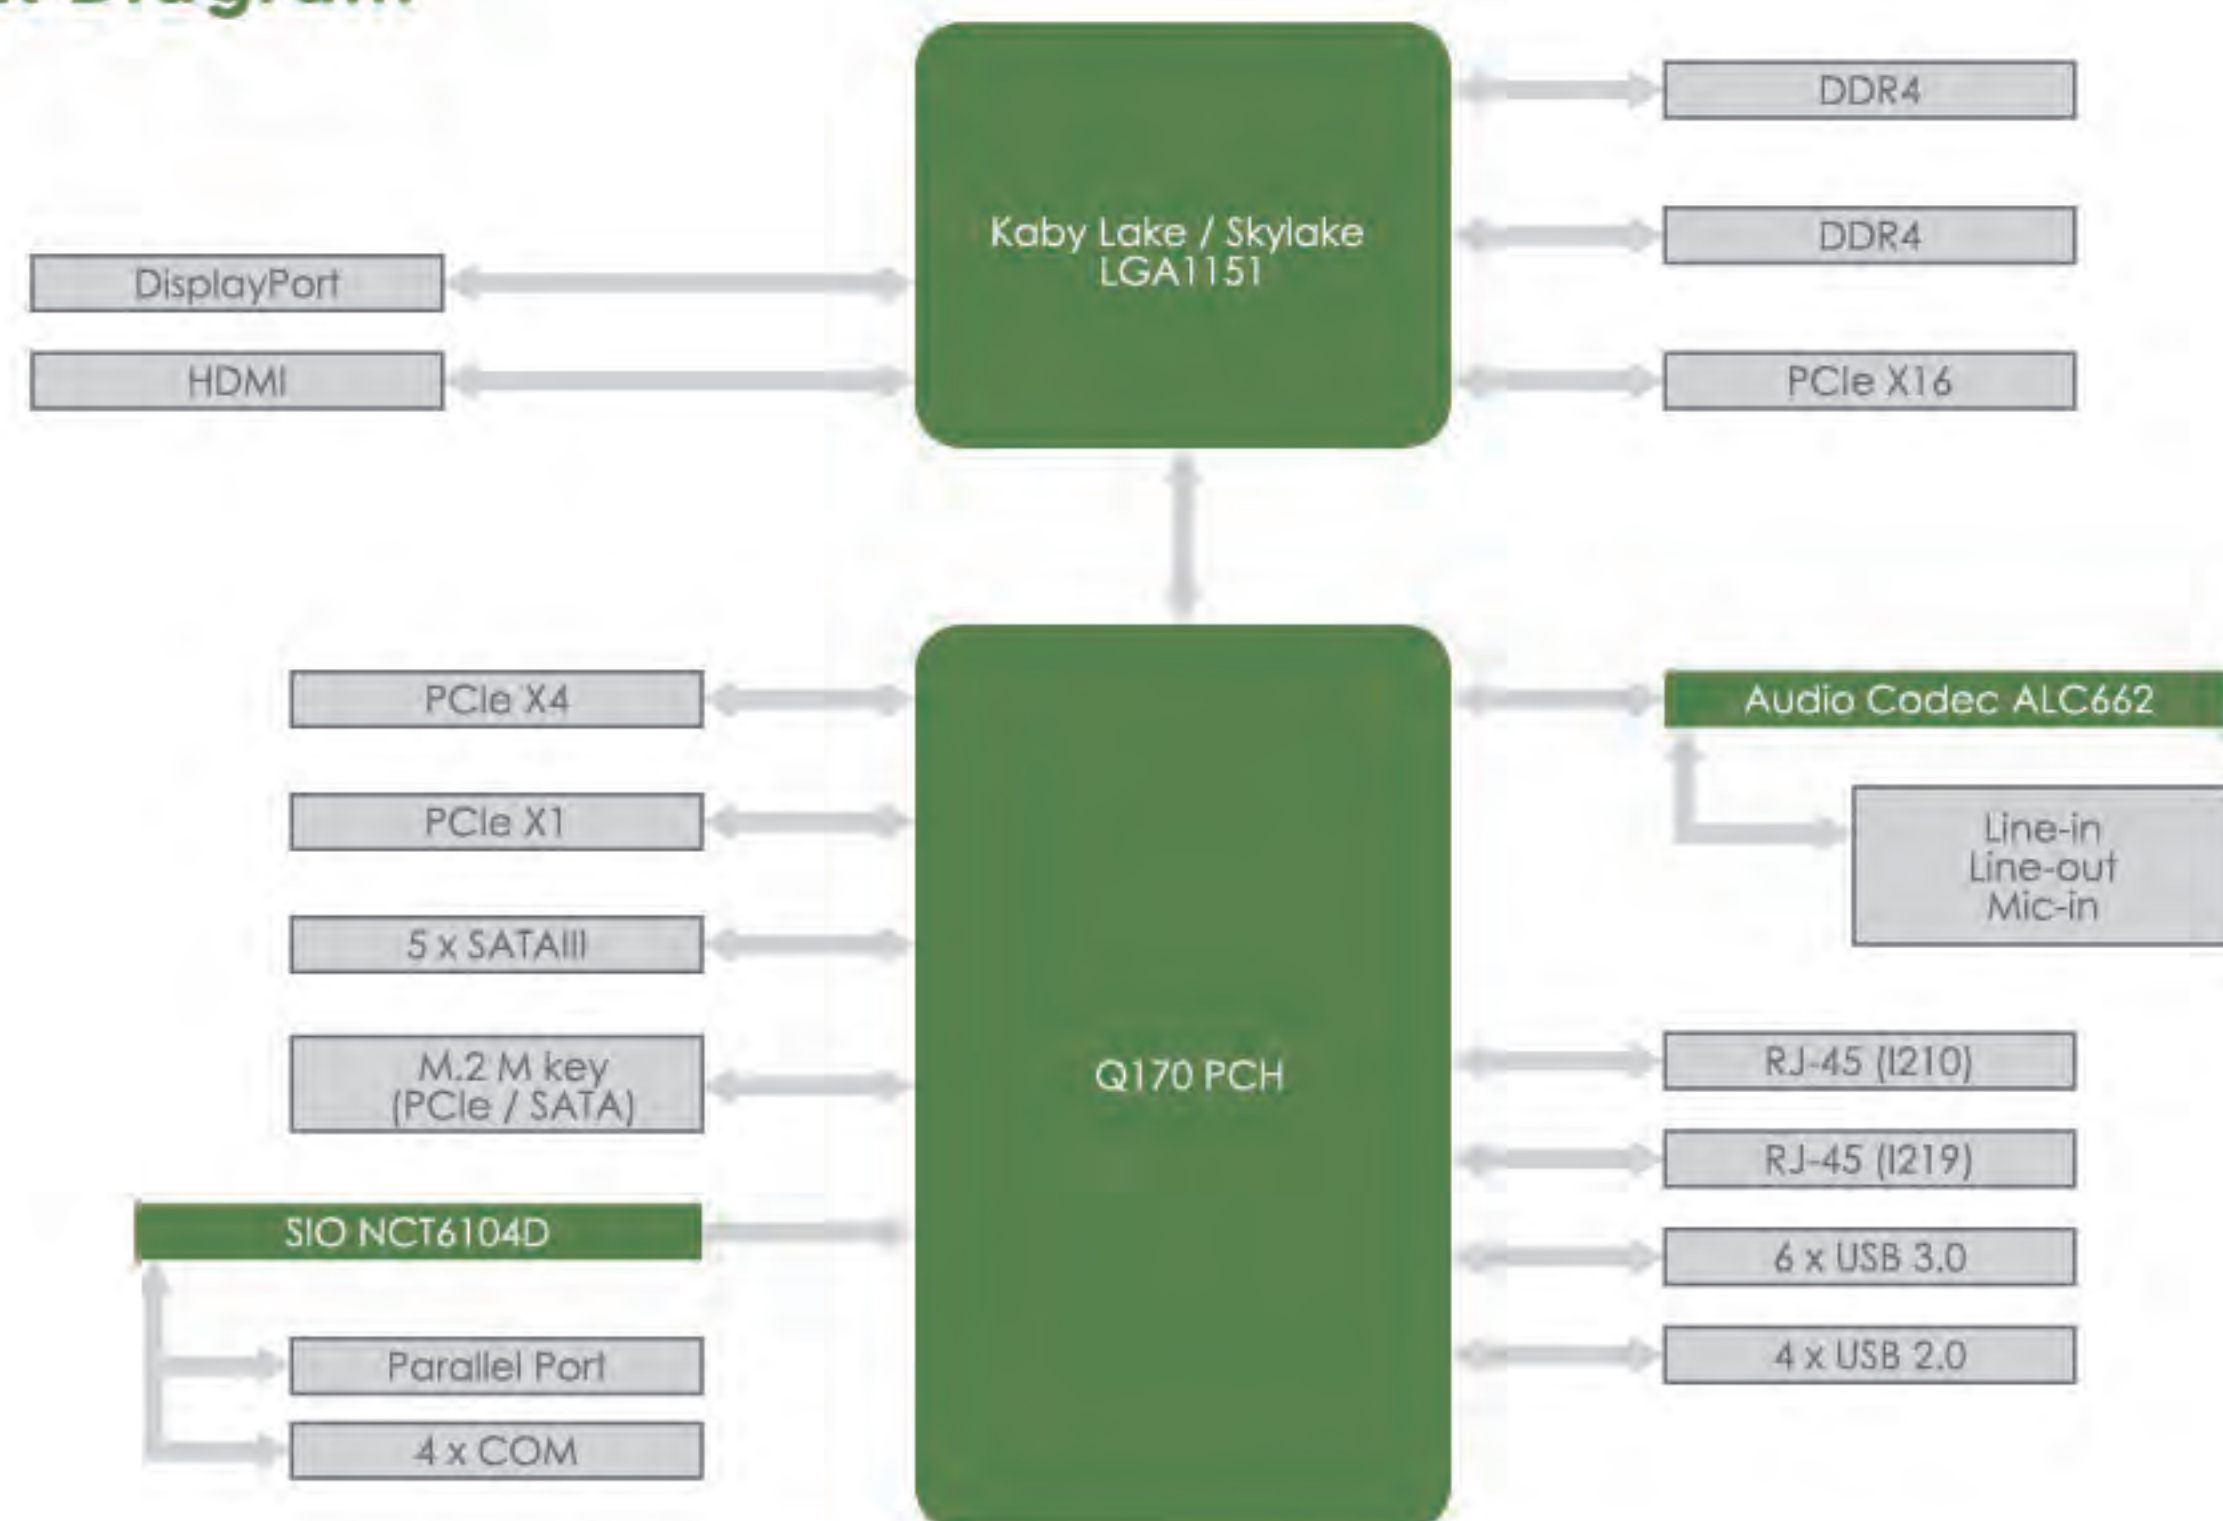 Diagram
DDR4
Kaby Lake / Skylake
LGA1151
DDR4
DisplayPort
HDMI
PCIe X16
PCIe X4
Audio Codec ALC662
PCIe X1
Line-in
Line-out
Mic-in
5 x SATAIII
M.2 M key
(PCIe / SATA)
Q170 PCH
RJ-45 (I210)
RJ-45 (I219)
SIO NCT6104D
6 x USB 3.0
Parallel Port
4 x USB 2.0
4 x COM